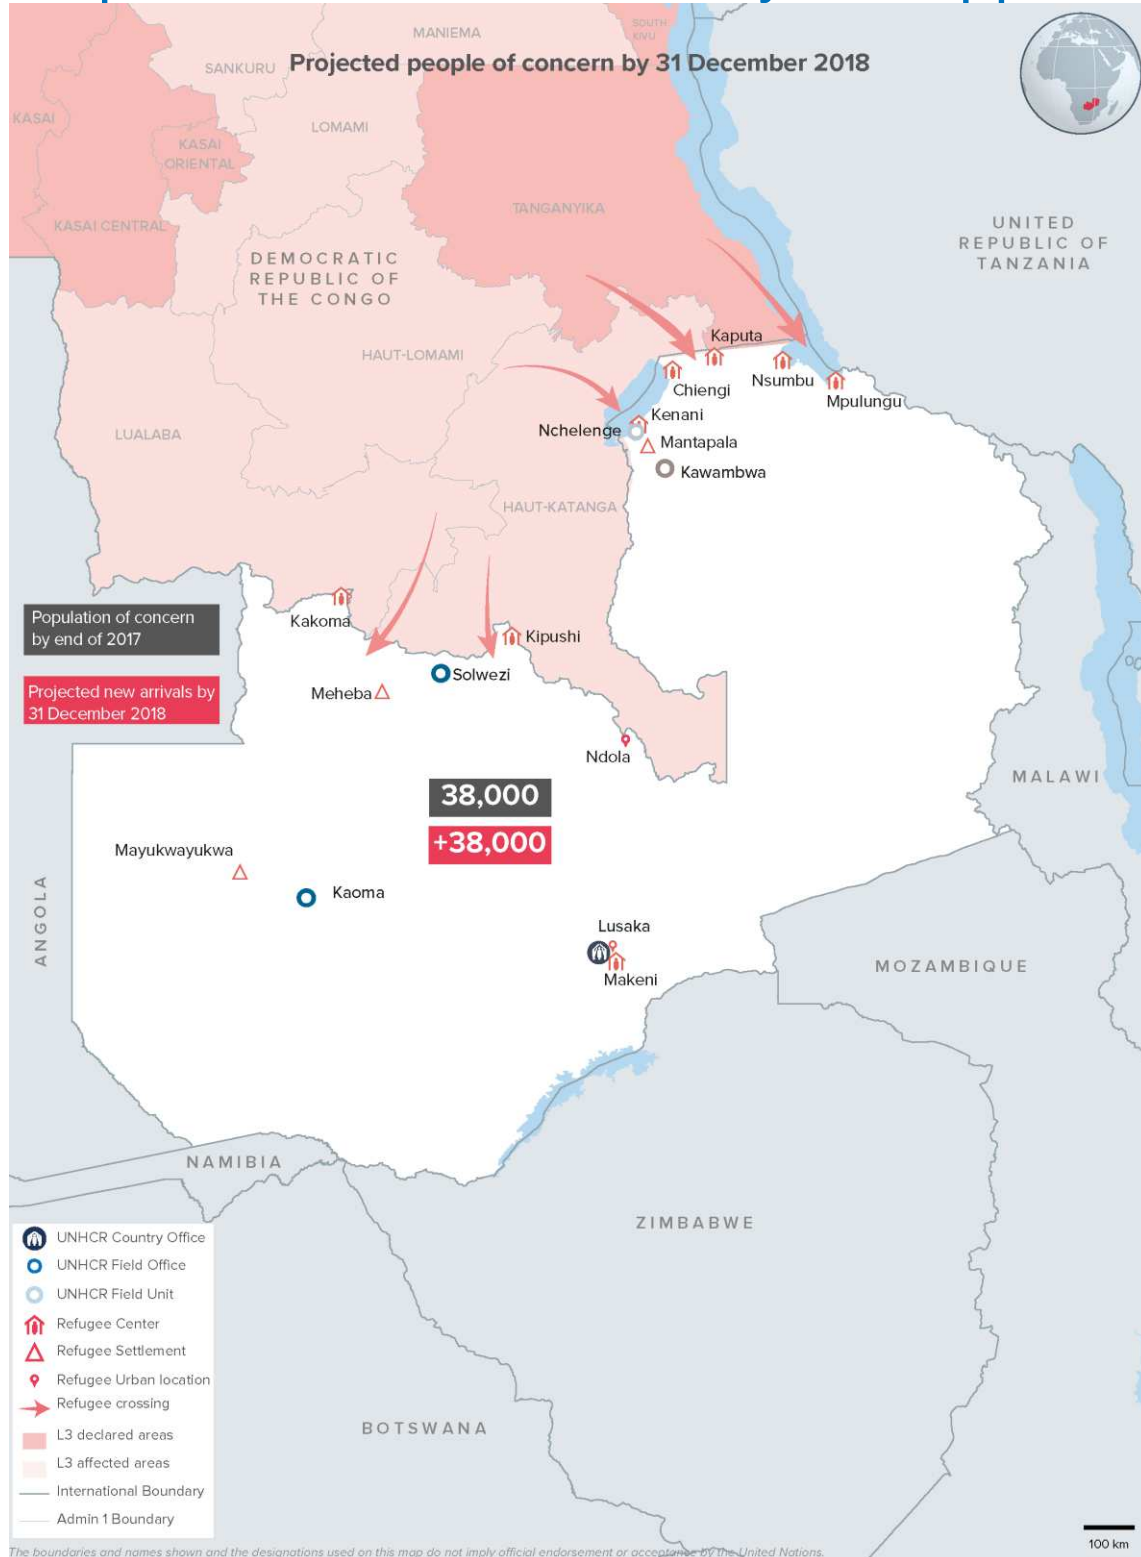 MANIEMA
SOUTH
KIVU
SANKURU
Projected people of concern by 31 December 2018
KASAI
LOMAMI
KASAI
ORIENTAL
TANGANYIKA
KASAI CENTRAL
UNITED
REPUBLIC OF
TANZANIA
DEMOCRATIC
REPUBLIC OF
THE CONGO
Kaputa
HAUT-LOMAMI
Nsumbu
Chiengi
Mpulungu
Kenani
Nchelenge
LUALABA
Mantapala
Kawambwa
HAUT-KATANGA
Population of concern
by end of 2017
Kakoma
Kipushi
Solwezi
Projected new arrivals by
31 December 2018
Meheba
Ndola
MALAWI
38,000
+38,000
Mayukwayukwa
Kaoma
ANGOLA
Lusaka
MOZAMBIQUE
Makeni
NAMIBIA
ZIMBABWE
UNHCR Country Office
UNHCR Field Office
UNHCR Field Unit
Refugee Center
Refugee Settlement
Refugee Urban location
Refugee crossing
L3 declared areas
BOTSWANA
L3 affected areas
International Boundary
Admin 1 Boundary
100 km
The boundaries and names shown and the designations used on this map do not imply official endorsement or acceptance by the United Nations.